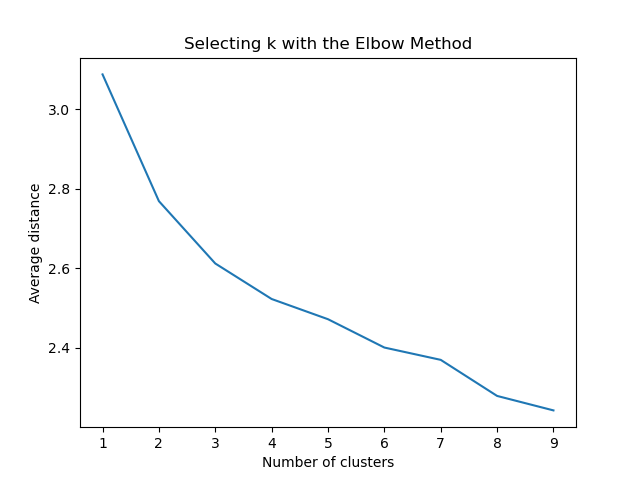 Selecting k with the Elbow Method
3.0
2.8
2.6
2.4
Average distance
1 2 3 4 5 6 7 8 9
Number of clusters